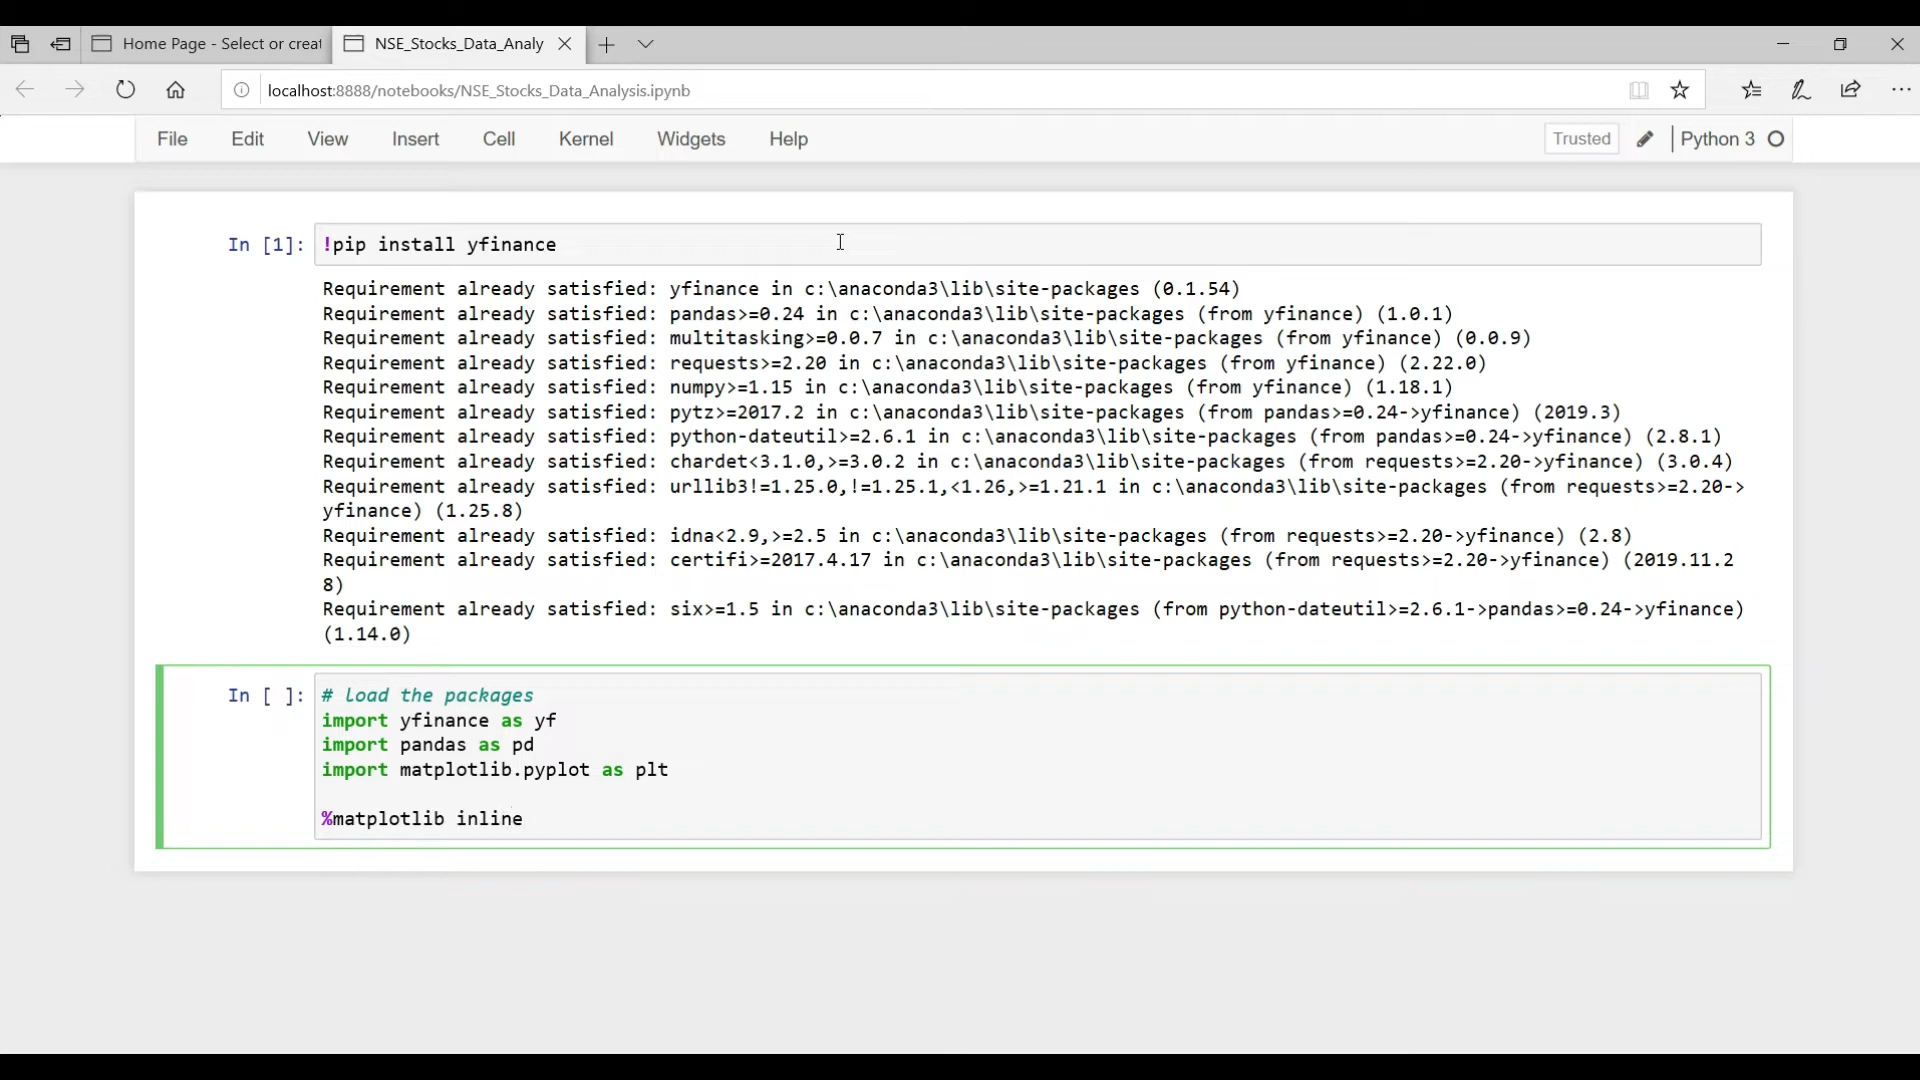 Home Page - Select or creat
NSE_Stocks_Data_Analy
localhost:8888/notebooks/NSE_Stocks_Data_Analysis.ipynb
File Edit View Insert Cell Kernel Widgets Help Trusted Python 3
In [1]: !pip install yfinance
Requirement already satisfied: yfinance in c:\anaconda3\lib\site-packages (0.1.54)
Requirement already satisfied: pandas>=0.24 in c:\anaconda3\lib\site-packages (from yfinance) (1.0.1)
Requirement already satisfied: multitasking>=0.0.7 in c:\anaconda3\lib\site-packages (from yfinance) (0.0.9)
Requirement already satisfied: requests>=2.20 in c:\anaconda3\lib\site-packages (from yfinance) (2.22.0)
Requirement already satisfied: numpy>=1.15 in c:\anaconda3\lib\site-packages (from yfinance) (1.18.1)
Requirement already satisfied: pytz>=2017.2 in c:\anaconda3\lib\site-packages (from pandas>=0.24->yfinance) (2019.3)
Requirement already satisfied: python-dateutil>=2.6.1 in c:\anaconda3\lib\site-packages (from pandas>=0.24->yfinance) (2.8.1)
Requirement already satisfied: chardet<3.1.0,>=3.0.2 in c:\anaconda3\lib\site-packages (from requests>=2.20->yfinance) (3.0.4)
Requirement already satisfied: urllib3!=1.25.0,!=1.25.1,<1.26,>=1.21.1 in c:\anaconda3\lib\site-packages (from requests>=2.20->
yfinance) (1.25.8)
Requirement already satisfied: idna<2.9,>=2.5 in c:\anaconda3\lib\site-packages (from requests>=2.20->yfinance) (2.8)
Requirement already satisfied: certifi>=2017.4.17 in c:\anaconda3\lib\site-packages (from requests>=2.20->yfinance) (2019.11.2
8)
Requirement already satisfied: six>=1.5 in c:\anaconda3\lib\site-packages (from python-dateutil>=2.6.1->pandas>=0.24->yfinance)
(1.14.0)
In [ ]: # load the packages
import yfinance as yf
import pandas as pd
import matplotlib.pyplot as plt
%matplotlib inline